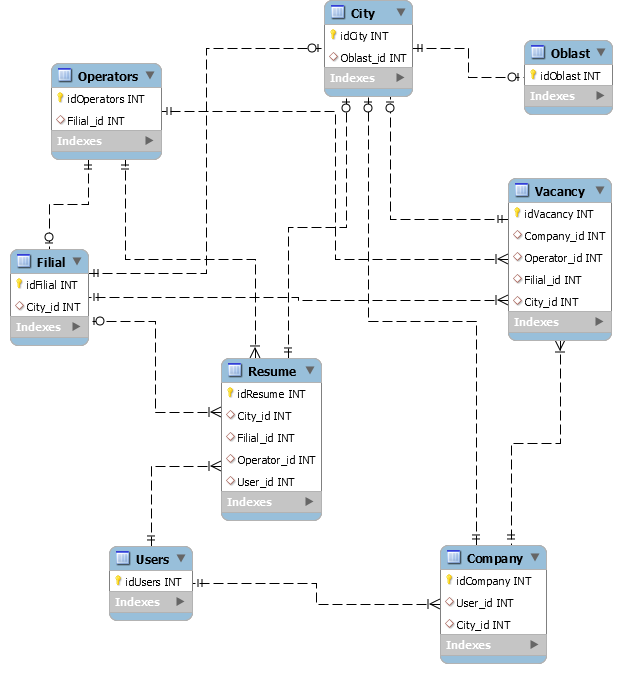 City
idCity INT
Oblast_id INT
Indexes
Oblast
idOblast INT
Indexes
Operators
idOperators INT
Filial_id INT
Indexes
Vacancy
idVacancy INT
Company_id INT
Operator_id INT
Filial_id INT
City_id INT
Indexes
Filial
idFilial INT
City_id INT
Indexes
Resume
idResume INT
City_id INT
Filial_id INT
Operator_id INT
User_id INT
Indexes
Users
idUsers INT
Indexes
Company
idCompany INT
User_id INT
City_id INT
Indexes